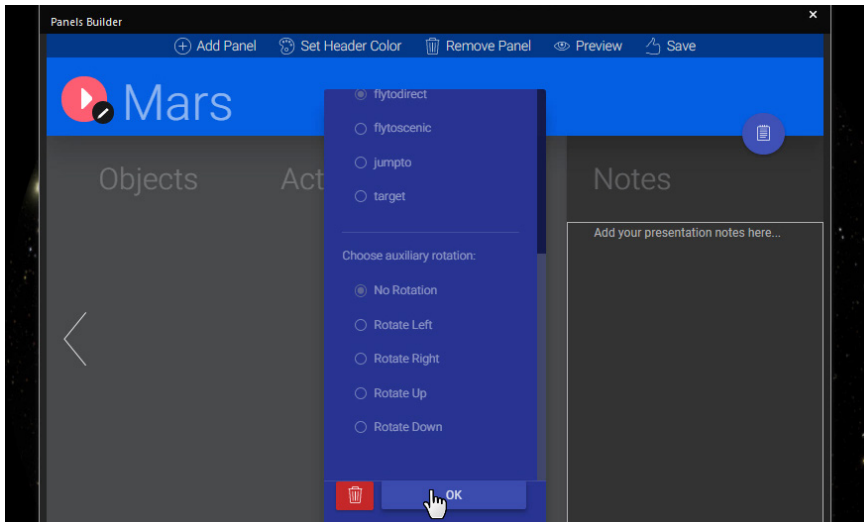 Panels Builder
×
Add Panel Set Header Color Remove Panel Preview Save
Mars
flytodirect
flytoscenic
jumpto
target
Objects Act Notes
Add your presentation notes here...
Choose auxiliary rotation:
No Rotation
Rotate Left
Rotate Right
Rotate Up
Rotate Down
OK